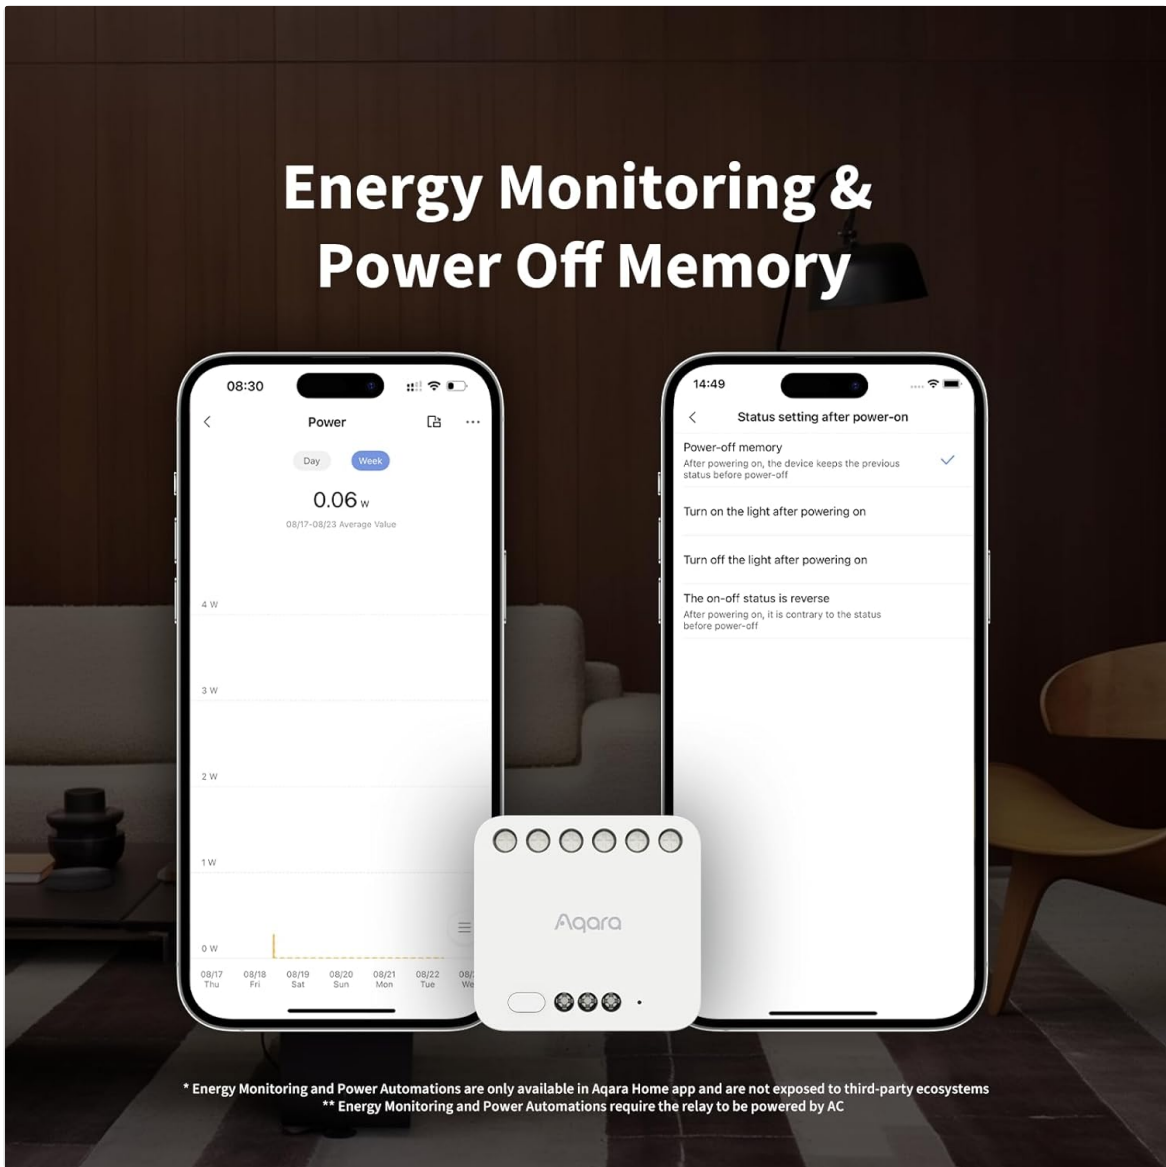 Energy Monitoring &
Power Off Memory
08:30
Power
Day
Week
0.06 W
08/17-08/23 Average Value
4 W
3 W
2 W
1 W
0 W
08/17 08/18 08/19 08/20 08/21 08/22
Thu Fri Sat Sun Mon Tue We
14:49
Status setting after power-on
Power-off memory
After powering on, the device keeps the previous
status before power-off
Turn on the light after powering on
Turn off the light after powering on
The on-off status is reverse
After powering on, it is contrary to the status
before power-off
Aqara
* Energy Monitoring and Power Automations are only available in Aqara Home app and are not exposed to third-party ecosystems
** Energy Monitoring and Power Automations require the relay to be powered by AC